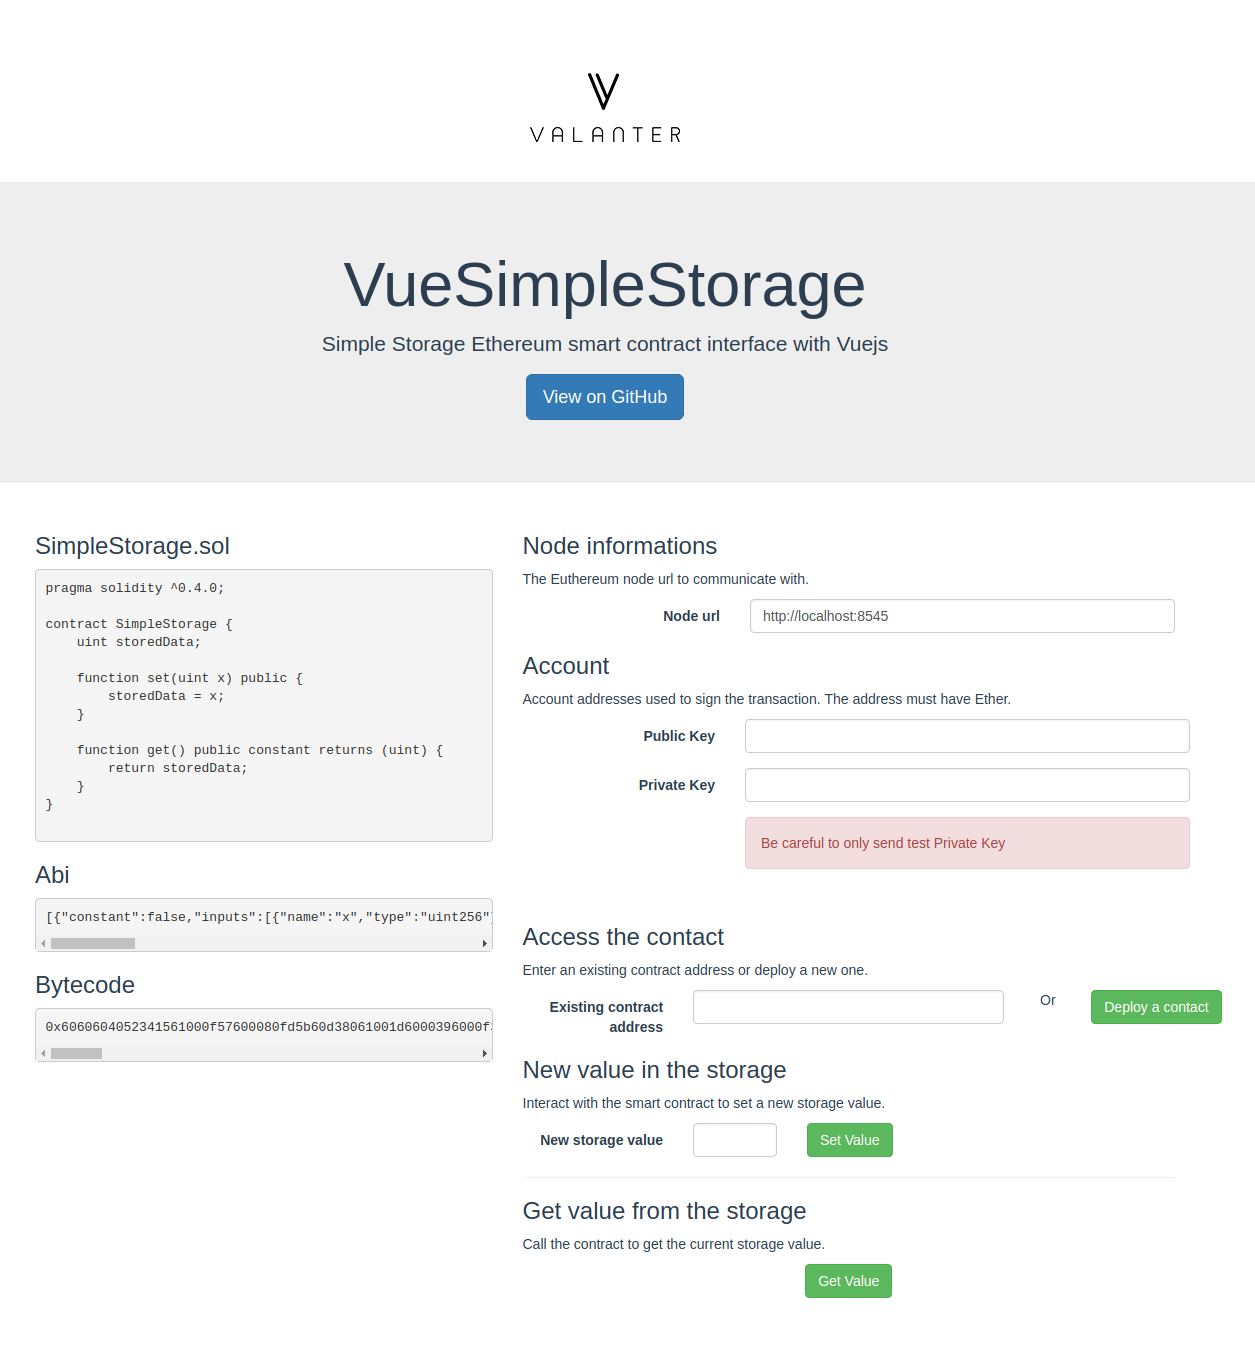 VALANTER
VueSimpleStorage
Simple Storage Ethereum smart contract interface with Vuejs
View on GitHub
SimpleStorage.sol
pragma solidity ^0.4.0;
contract SimpleStorage {
uint storedData;
function set(uint x) public {
storedData = x;
}
function get() public constant returns (uint) {
return storedData;
}
}
Abi
[{"constant":false,"inputs":[{"name":"x","type":"uint256"}
Bytecode
0x6060604052341561000f57600080fd5b60d38061001d6000396000f3
Node informations
The Euthereum node url to communicate with.
Node url
http://localhost:8545
Account
Account addresses used to sign the transaction. The address must have Ether.
Public Key
Private Key
Be careful to only send test Private Key
Access the contact
Enter an existing contract address or deploy a new one.
Existing contract
address
Or
Deploy a contact
New value in the storage
Interact with the smart contract to set a new storage value.
New storage value
Set Value
Get value from the storage
Call the contract to get the current storage value.
Get Value